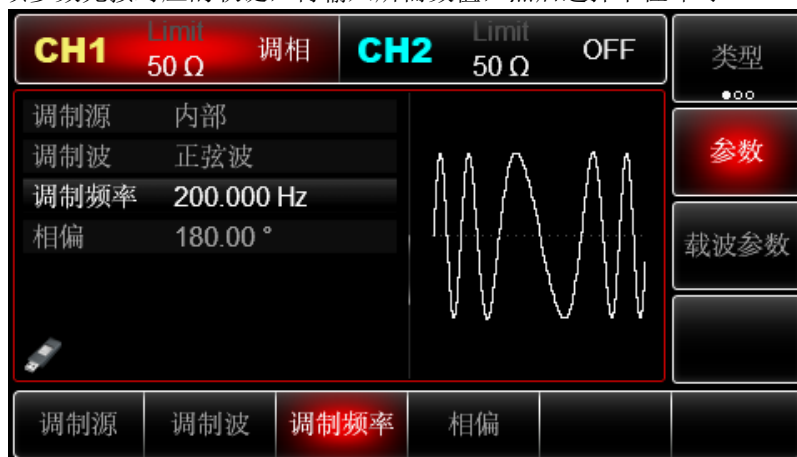 CH1 Limit 50 Ω 调相 CH2 Limit 50 Ω OFF
类型
调制源 内部
调制波 正弦波
调制频率 200.000 Hz
相偏 180.00 °
参数
载波参数
调制源 调制波 调制频率 相偏